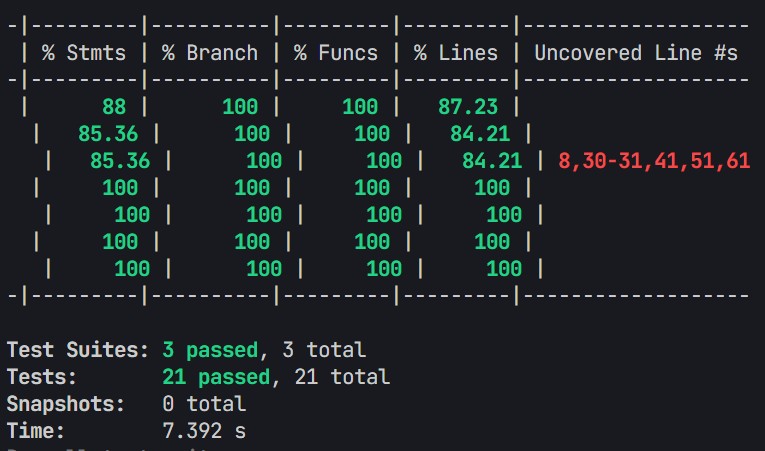 -|---------|----------|---------|---------|-------------------
 | % Stmts | % Branch | % Funcs | % Lines | Uncovered Line #s
-|---------|----------|---------|---------|-------------------
 |      88 |      100 |     100 |   87.23 |
  |   85.36 |      100 |     100 |   84.21 |
   |   85.36 |      100 |     100 |   84.21 | 8,30-31,41,51,61
  |     100 |      100 |     100 |     100 |
   |     100 |      100 |     100 |     100 |
  |     100 |      100 |     100 |     100 |
   |     100 |      100 |     100 |     100 |
-|---------|----------|---------|---------|-------------------
Test Suites: 3 passed, 3 total
Tests:       21 passed, 21 total
Snapshots:   0 total
Time:        7.392 s